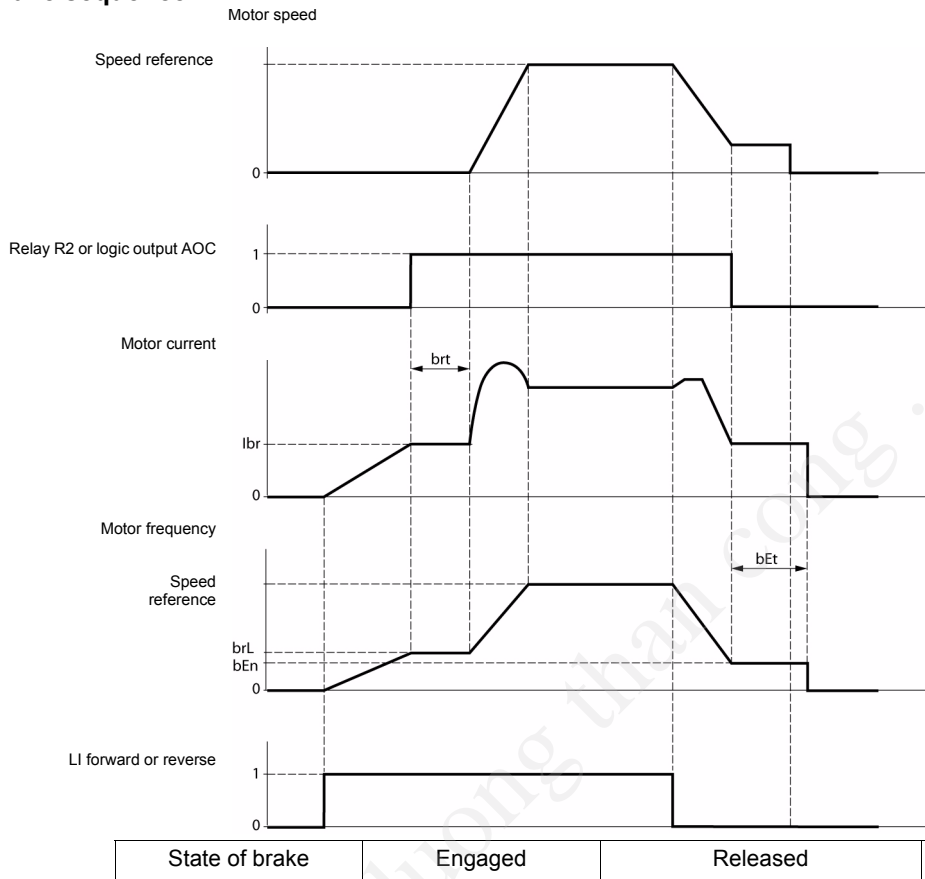 Motor speed
Speed reference
0
Relay R2 or logic output AOC
1
0
Motor current
brt
Ibr
0
Motor frequency
bEt
Speed
reference
brL
bEn
0
LI forward or reverse
1
0
State of brake Engaged Released